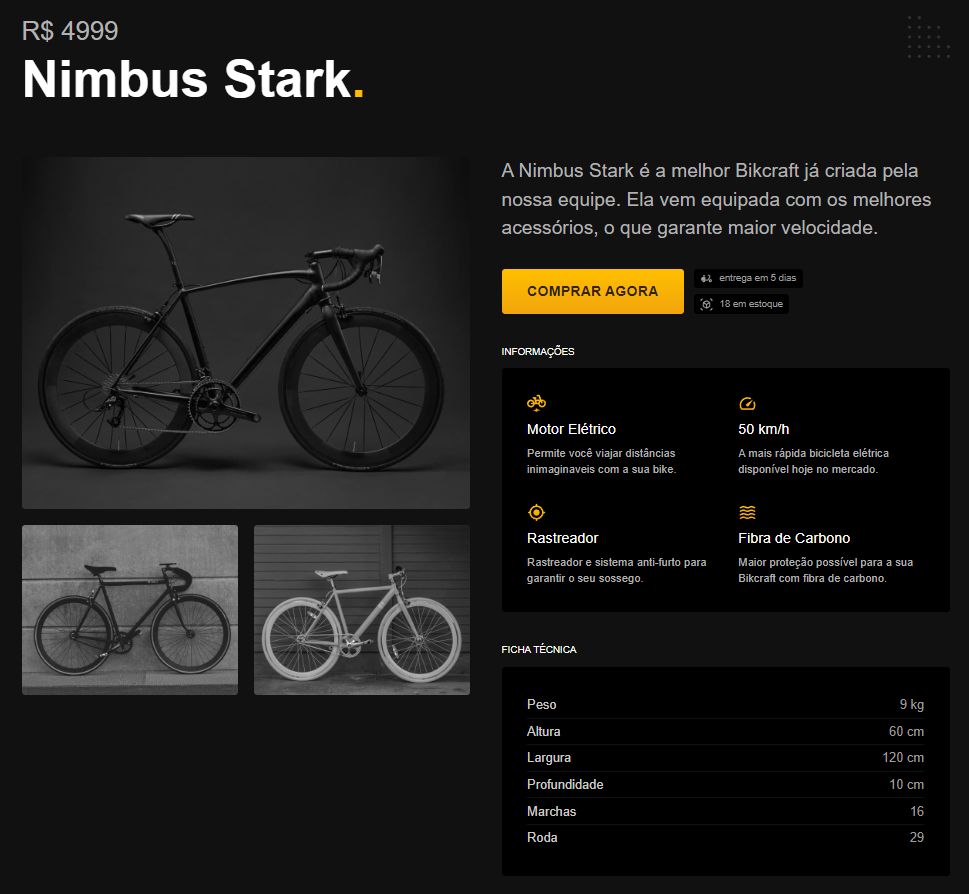 R$ 4999
Nimbus Stark.
A Nimbus Stark é a melhor Bikcraft já criada pela
nossa equipe. Ela vem equipada com os melhores
acessórios, o que garante maior velocidade.
COMPRAR AGORA
entrega em 5 dias
18 em estoque
INFORMAÇÕES
Motor Elétrico
Permite você viajar distâncias
inimaginaveis com a sua bike.
50 km/h
A mais rápida bicicleta elétrica
disponível hoje no mercado.
Rastreador
Rastreador e sistema anti-furto para
garantir o seu sossego.
Fibra de Carbono
Maior proteção possível para a sua
Bikcraft com fibra de carbono.
FICHA TÉCNICA
Peso 9 kg
Altura 60 cm
Largura 120 cm
Profundidade 10 cm
Marchas 16
Roda 29